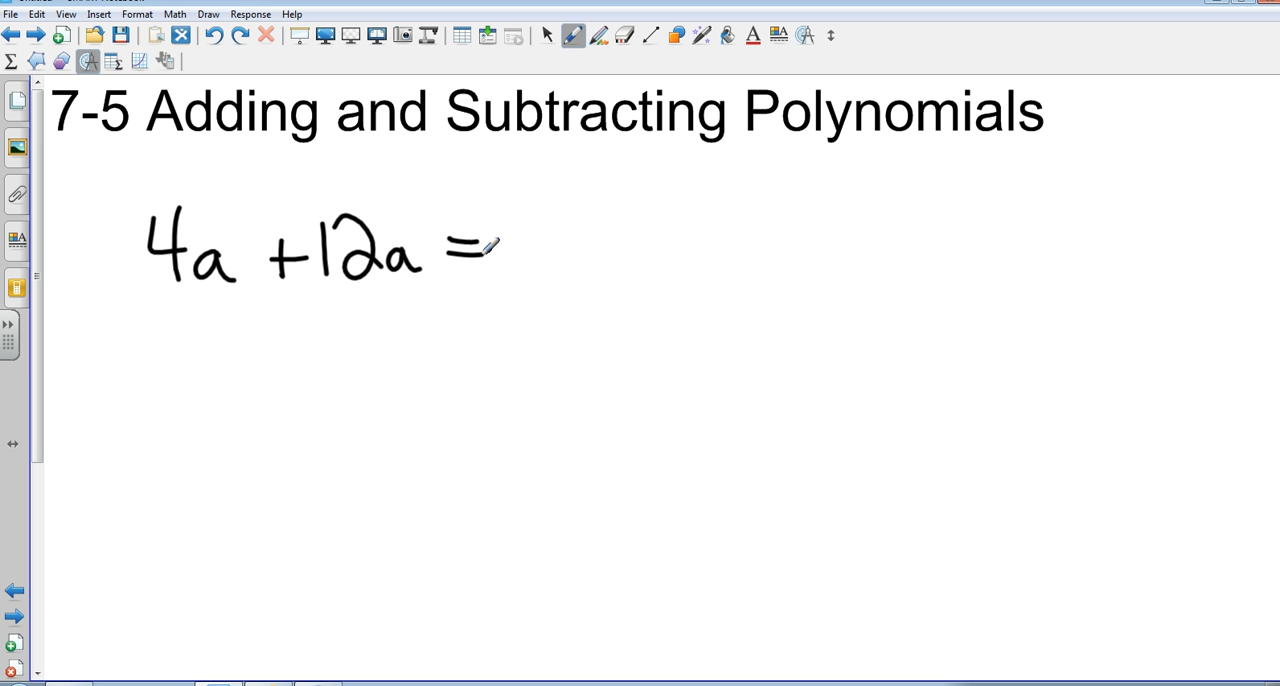 File Edit View Insert Format Math Draw Response Help
7-5 Adding and Subtracting Polynomials
4a +12a =